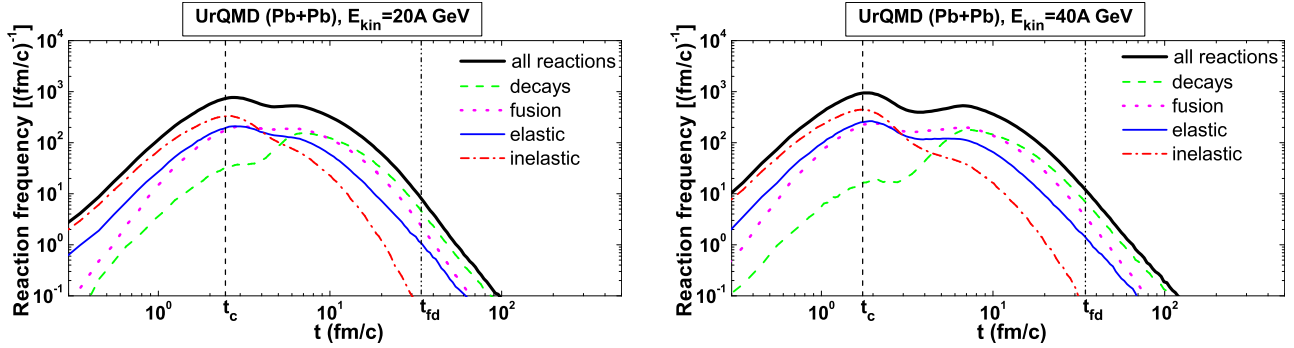 UrQMD (Pb+Pb), E_kin=20A GeV
Reaction frequency [(fm/c)^-1]
10^4
10^3
10^2
10^1
10^0
10^-1
all reactions
decays
fusion
elastic
inelastic
10^0
t_c
10^1
t_fd
10^2
t (fm/c)
UrQMD (Pb+Pb), E_kin=40A GeV
Reaction frequency [(fm/c)^-1]
10^4
10^3
10^2
10^1
10^0
10^-1
all reactions
decays
fusion
elastic
inelastic
10^0
t_c
10^1
t_fd
10^2
t (fm/c)